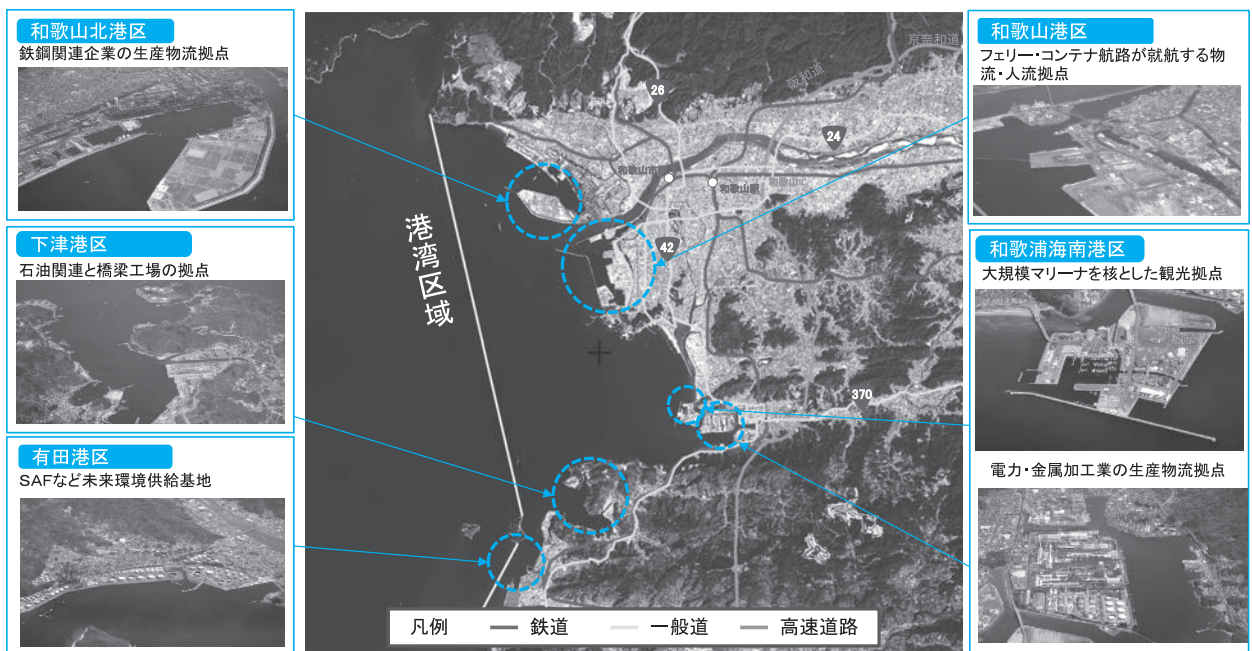 和歌山北港区
鉄鋼関連企業の生産物流拠点
下津港区
石油関連と橋梁工場の拠点
有田港区
SAFなど未来環境供給基地
京奈和道
阪和道
26
24
和歌山市
和歌山駅
和歌山
42
港湾区域
370
凡例
鉄道
一般道
高速道路
和歌山港区
フェリー・コンテナ航路が就航する物
流・人流拠点
和歌浦海南港区
大規模マリーナを核とした観光拠点
電力・金属加工業の生産物流拠点